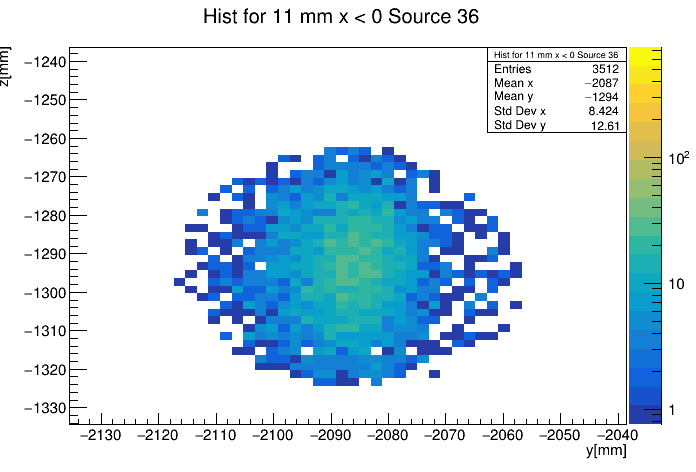 Hist for 11 mm x < 0 Source 36
z[mm]
Hist for 11 mm x < 0 Source 36
Entries 3512
Mean x −2087
Mean y −1294
Std Dev x 8.424
Std Dev y 12.61
−1240
−1250
−1260
−1270
−1280
−1290
−1300
−1310
−1320
−1330
10²
10
1
−2130 −2120 −2110 −2100 −2090 −2080 −2070 −2060 −2050 −2040
y[mm]